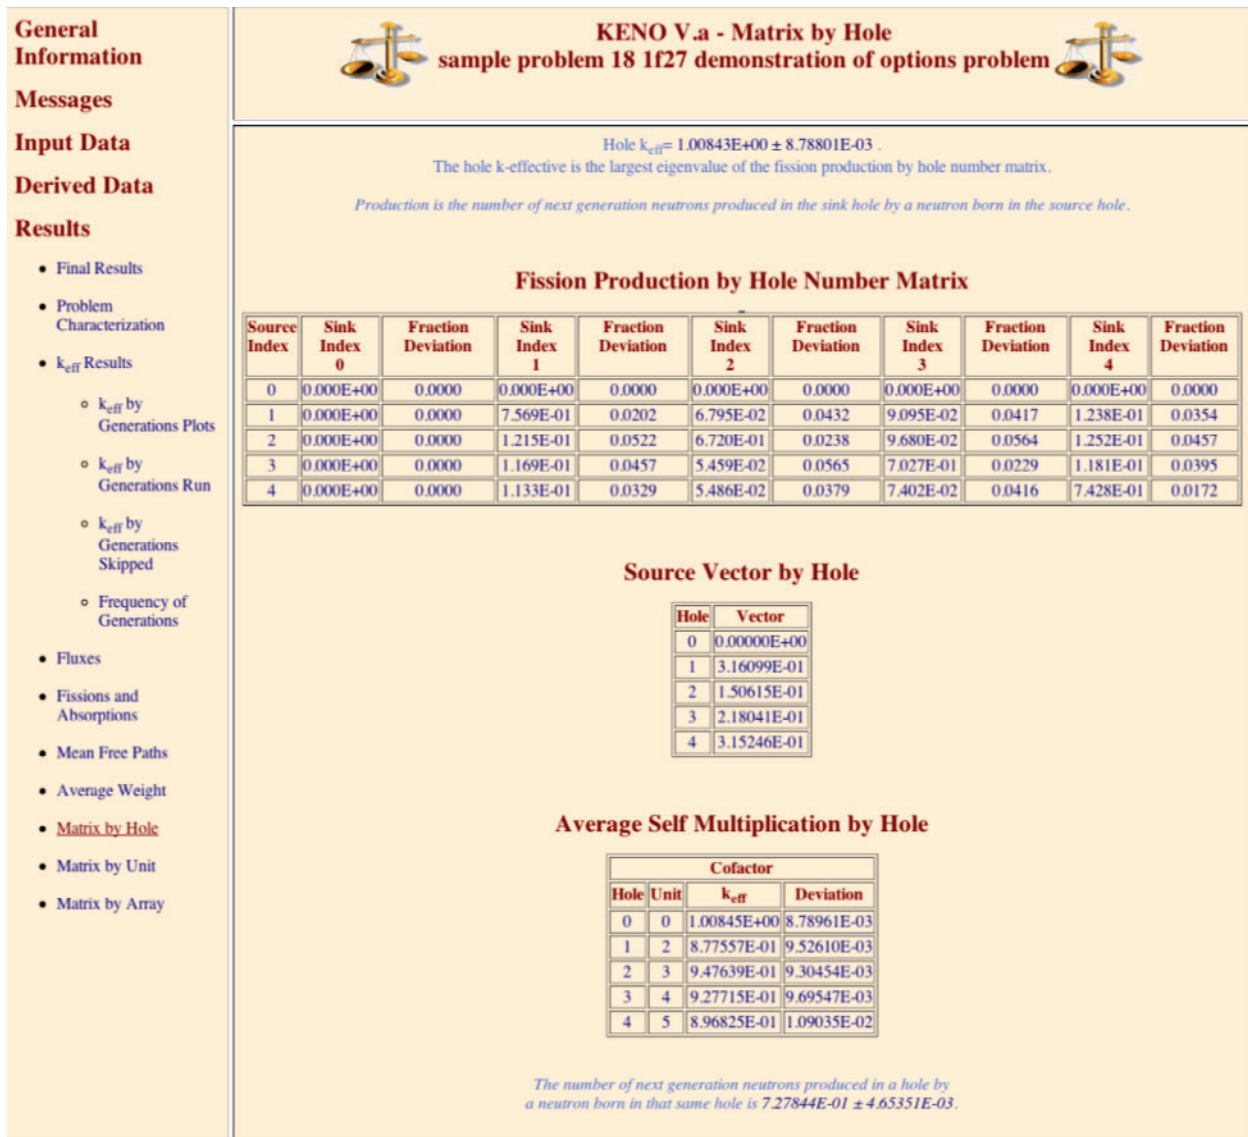 General
Information
Messages
Input Data
Derived Data
Results
Final Results
Problem
Characterization
keff Results
keff by
Generations Plots
keff by
Generations Run
keff by
Generations
Skipped
Frequency of
Generations
Fluxes
Fissions and
Absorptions
Mean Free Paths
Average Weight
Matrix by Hole
Matrix by Unit
Matrix by Array
KENO V.a - Matrix by Hole
sample problem 18 1f27 demonstration of options problem
Hole keff= 1.00843E+00 ± 8.78801E-03 .
The hole k-effective is the largest eigenvalue of the fission production by hole number matrix.
Production is the number of next generation neutrons produced in the sink hole by a neutron born in the source hole.
Fission Production by Hole Number Matrix
Source Index Sink Index 0 Fraction Deviation Sink Index 1 Fraction Deviation Sink Index 2 Fraction Deviation Sink Index 3 Fraction Deviation Sink Index 4 Fraction Deviation
0 0.000E+00 0.0000 0.000E+00 0.0000 0.000E+00 0.0000 0.000E+00 0.0000 0.000E+00 0.0000
1 0.000E+00 0.0000 7.569E-01 0.0202 6.795E-02 0.0432 9.095E-02 0.0417 1.238E-01 0.0354
2 0.000E+00 0.0000 1.215E-01 0.0522 6.720E-01 0.0238 9.680E-02 0.0564 1.252E-01 0.0457
3 0.000E+00 0.0000 1.169E-01 0.0457 5.459E-02 0.0565 7.027E-01 0.0229 1.181E-01 0.0395
4 0.000E+00 0.0000 1.133E-01 0.0329 5.486E-02 0.0379 7.402E-02 0.0416 7.428E-01 0.0172
Source Vector by Hole
Hole Vector
0 0.00000E+00
1 3.16099E-01
2 1.50615E-01
3 2.18041E-01
4 3.15246E-01
Average Self Multiplication by Hole
Cofactor
Hole Unit keff Deviation
0 0 1.00845E+00 8.78961E-03
1 2 8.77557E-01 9.52610E-03
2 3 9.47639E-01 9.30454E-03
3 4 9.27715E-01 9.69547E-03
4 5 8.96825E-01 1.09035E-02
The number of next generation neutrons produced in a hole by
a neutron born in that same hole is 7.27844E-01 ± 4.65351E-03.